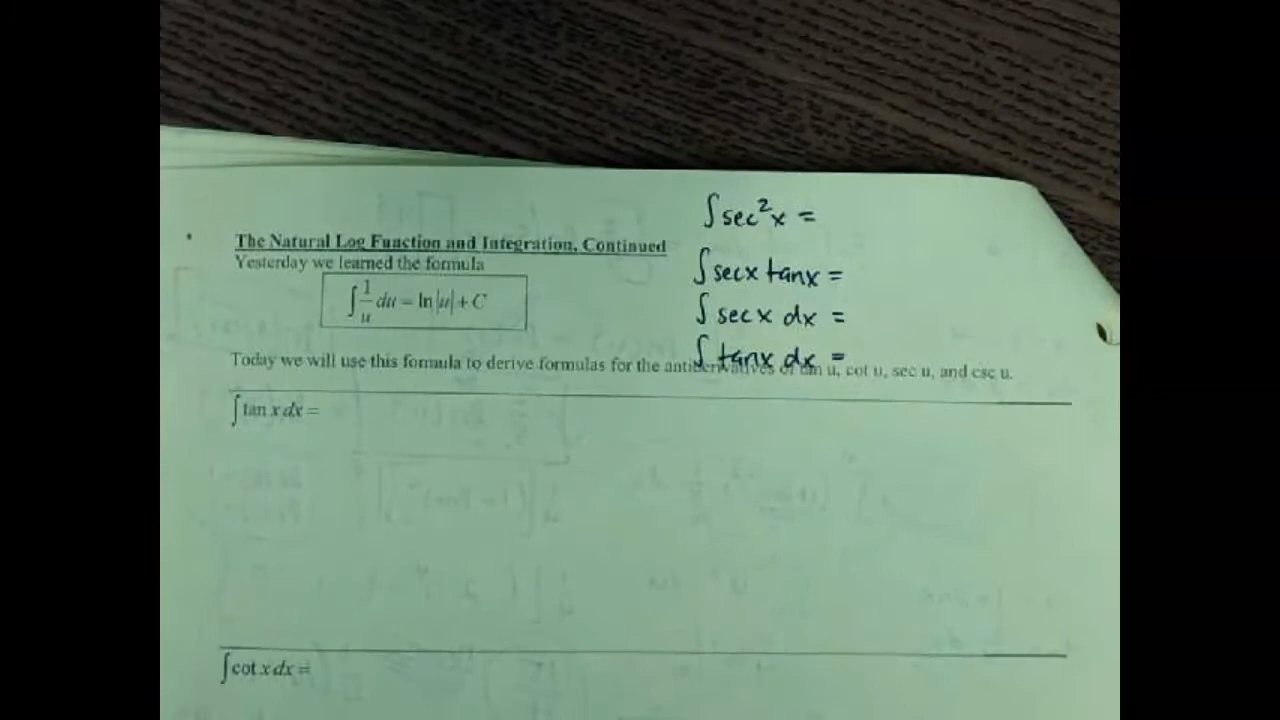 ∫sec²x =
The Natural Log Function and Integration, Continued
Yesterday we learned the formula
∫secx tanx =
∫1/u du = ln|u| + C
∫ secx dx =
∫ tanx dx =
Today we will use this formula to derive formulas for the antiderivatives of tan u, cot u, sec u, and csc u.
∫tan x dx =
∫cot x dx =